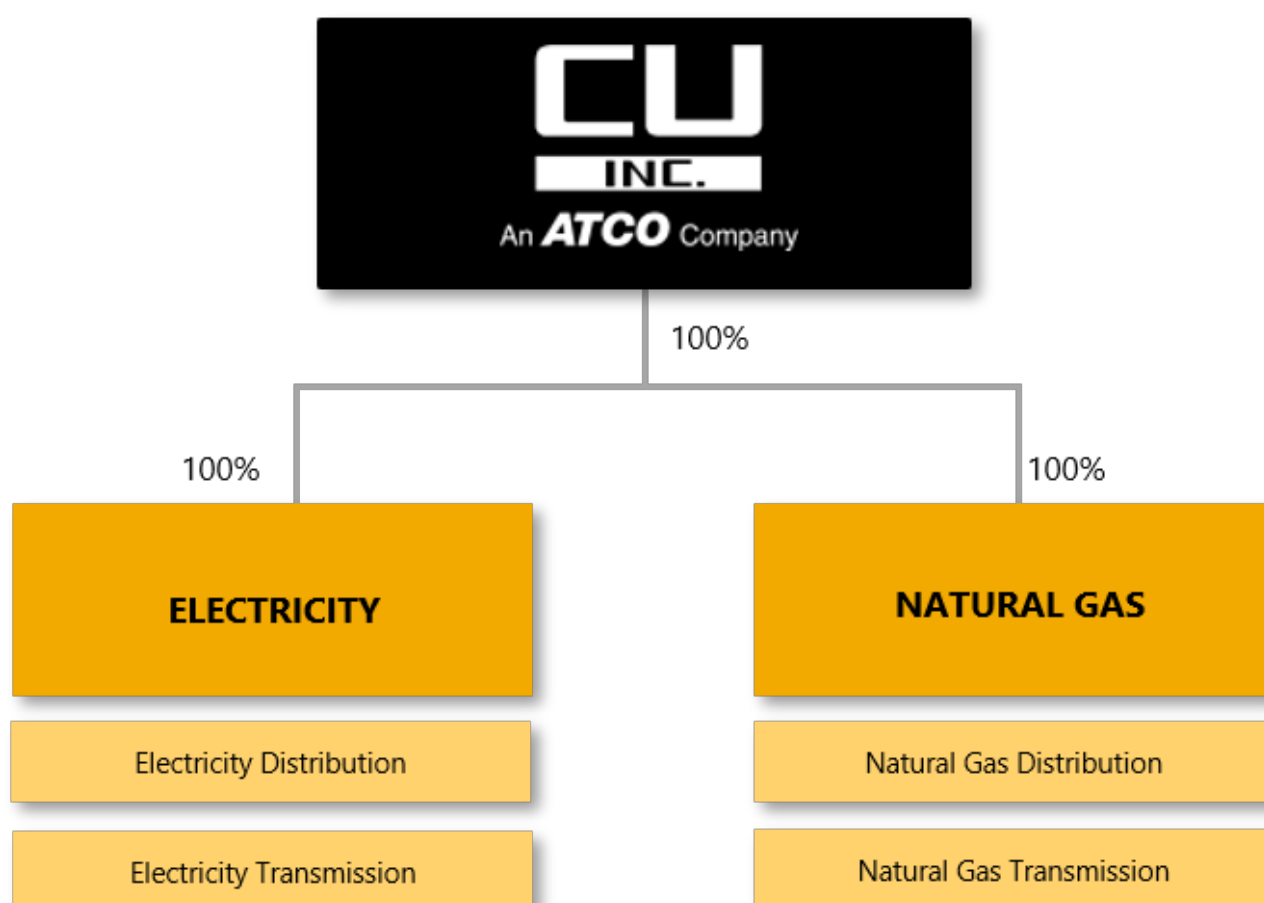 CU
INC.
An ATCO Company
100%
100%
100%
ELECTRICITY
NATURAL GAS
Electricity Distribution
Natural Gas Distribution
Electricity Transmission
Natural Gas Transmission